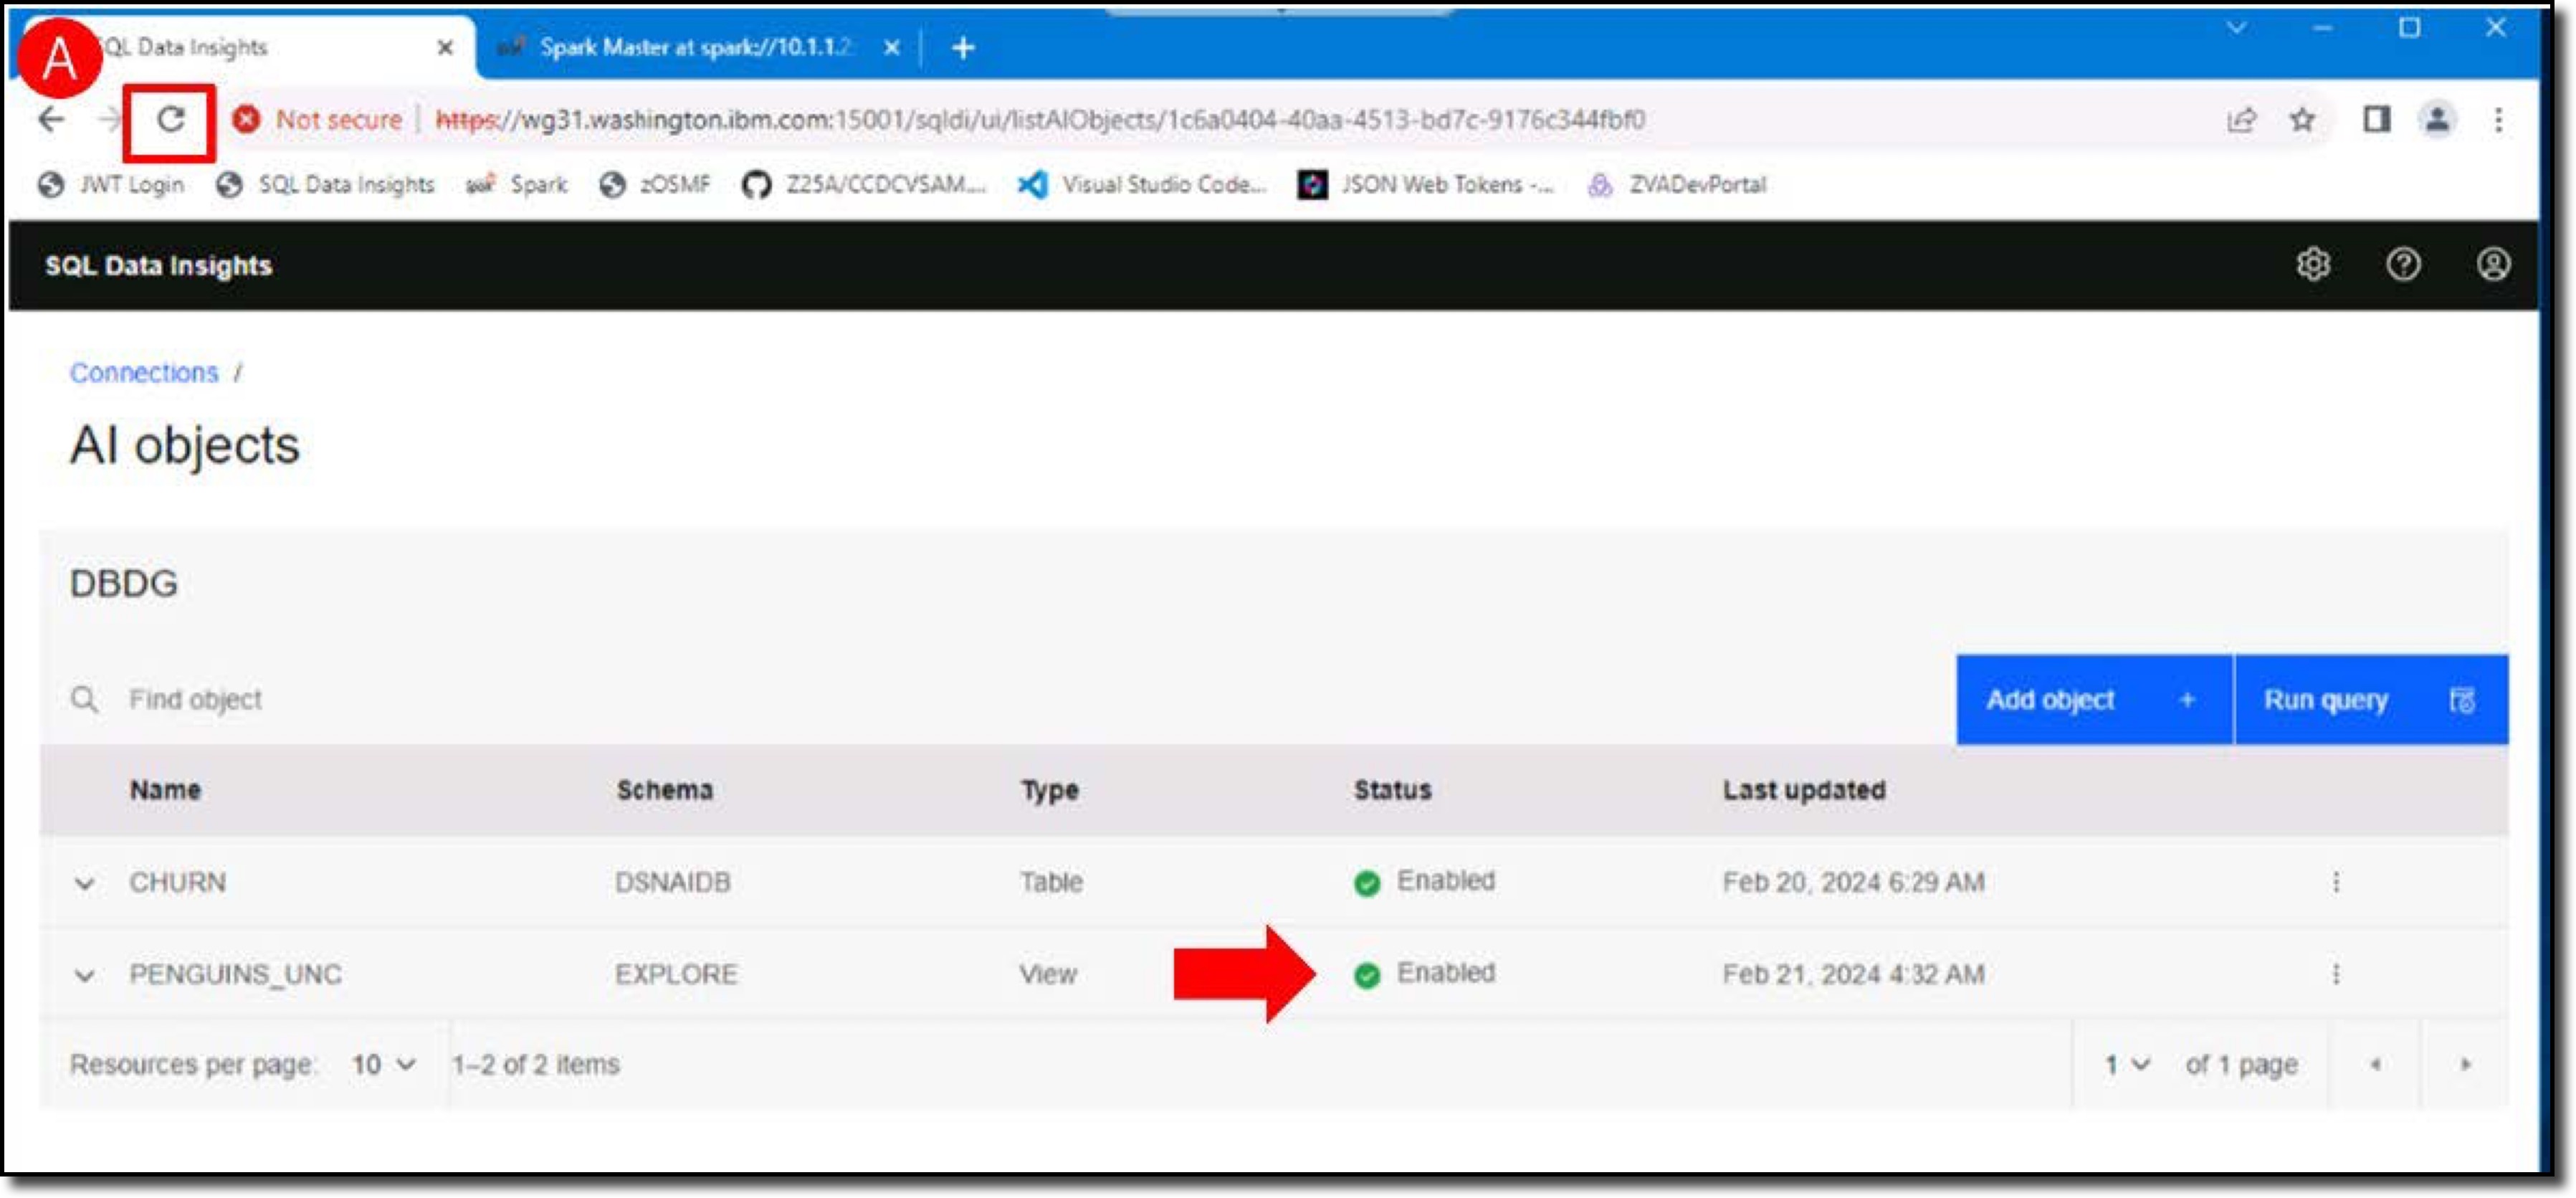 A
SQL Data Insights
Spark Master at spark://10.1.1.2
Not secure https://wg31.washington.ibm.com:15001/sqldi/ui/listAIObjects/1c6a0404-40aa-4513-bd7c-9176c344fbf0
JWT Login SQL Data Insights Spark zOSMF Z25A/CCDCVSAM... Visual Studio Code... JSON Web Tokens -... ZVADevPortal
SQL Data Insights
Connections /
AI objects
DBDG
Find object
Add object +
Run query
Name Schema Type Status Last updated
CHURN DSNAIDB Table Enabled Feb 20, 2024 6:29 AM
PENGUINS_UNC EXPLORE View Enabled Feb 21, 2024 4:32 AM
Resources per page: 10 1–2 of 2 items 1 of 1 page